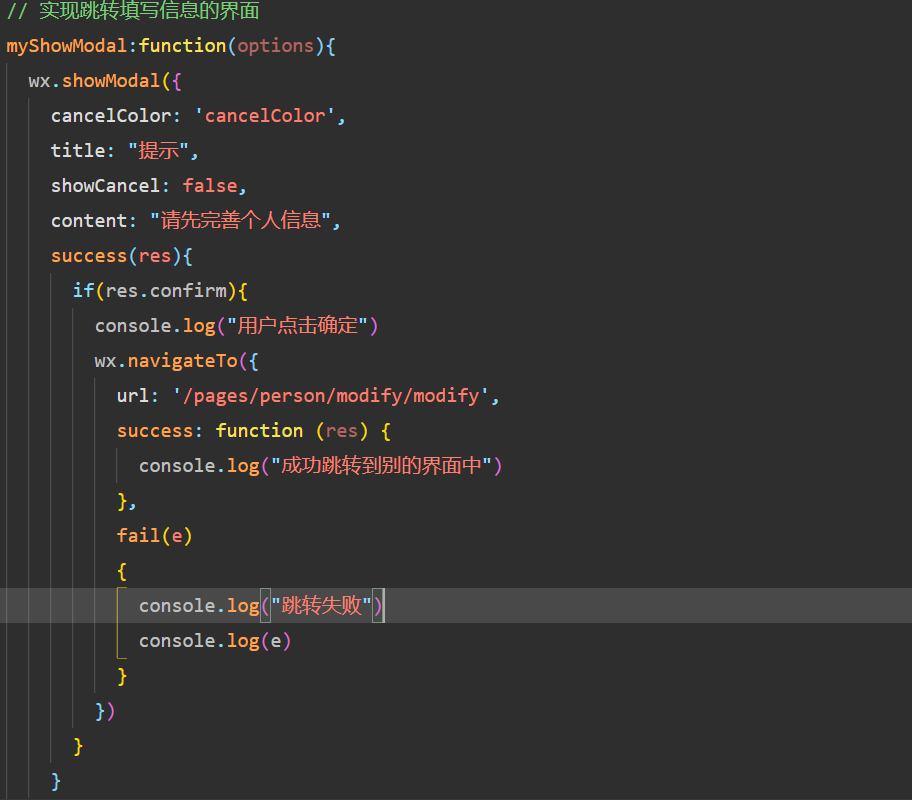 // 实现跳转填写信息的界面
myShowModal:function(options){
wx.showModal({
cancelColor: 'cancelColor',
title: "提示",
showCancel: false,
content: "请先完善个人信息",
success(res){
if(res.confirm){
console.log("用户点击确定")
wx.navigateTo({
url: '/pages/person/modify/modify',
success: function (res) {
console.log("成功跳转到别的界面中")
},
fail(e)
{
console.log("跳转失败")
console.log(e)
}
})
}
}